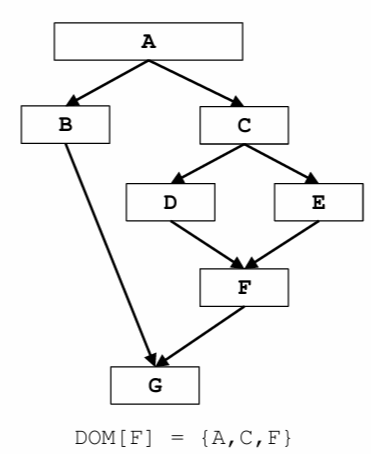 A
B
C
D
E
F
G
DOM[F] = {A,C,F}